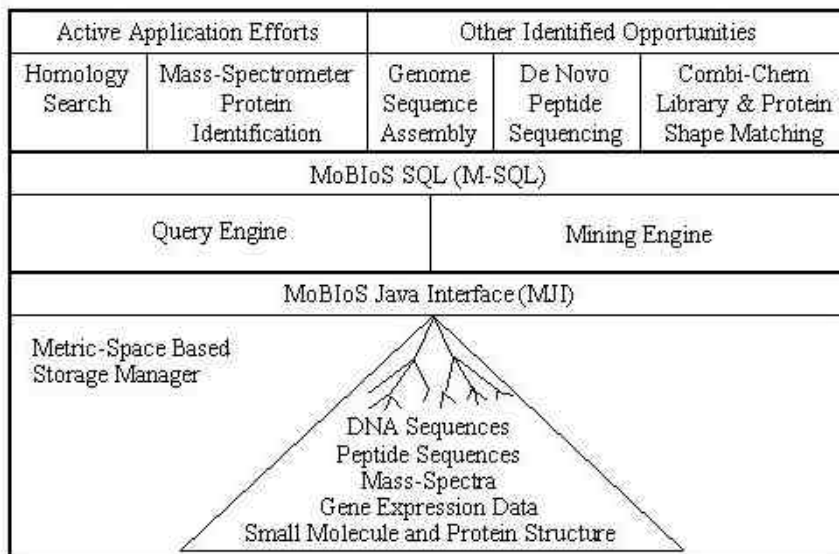 Active Application Efforts
Other Identified Opportunities
Homology
Search
Mass-Spectrometer
Protein
Identification
Genome
Sequence
Assembly
De Novo
Peptide
Sequencing
Combi-Chem
Library & Protein
Shape Matching
MoBIoS SQL (M-SQL)
Query Engine
Mining Engine
MoBIoS Java Interface (MJI)
Metric-Space Based
Storage Manager
DNA Sequences
Peptide Sequences
Mass-Spectra
Gene Expression Data
Small Molecule and Protein Structure